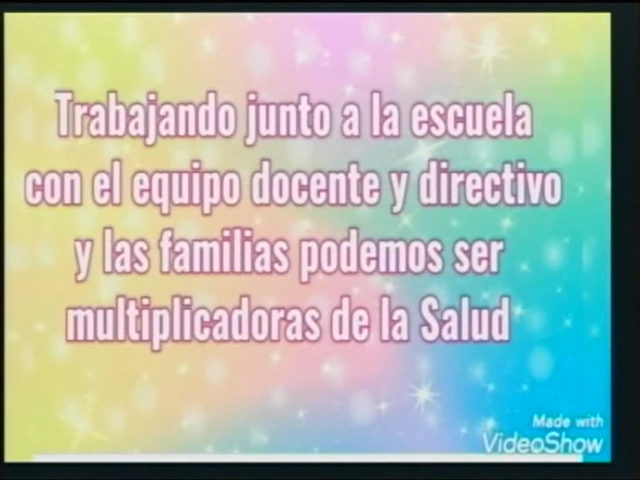 Trabajando junto a la escuela
con el equipo docente y directivo
y las familias podemos ser
multiplicadoras de la Salud
Made with
VideoShow